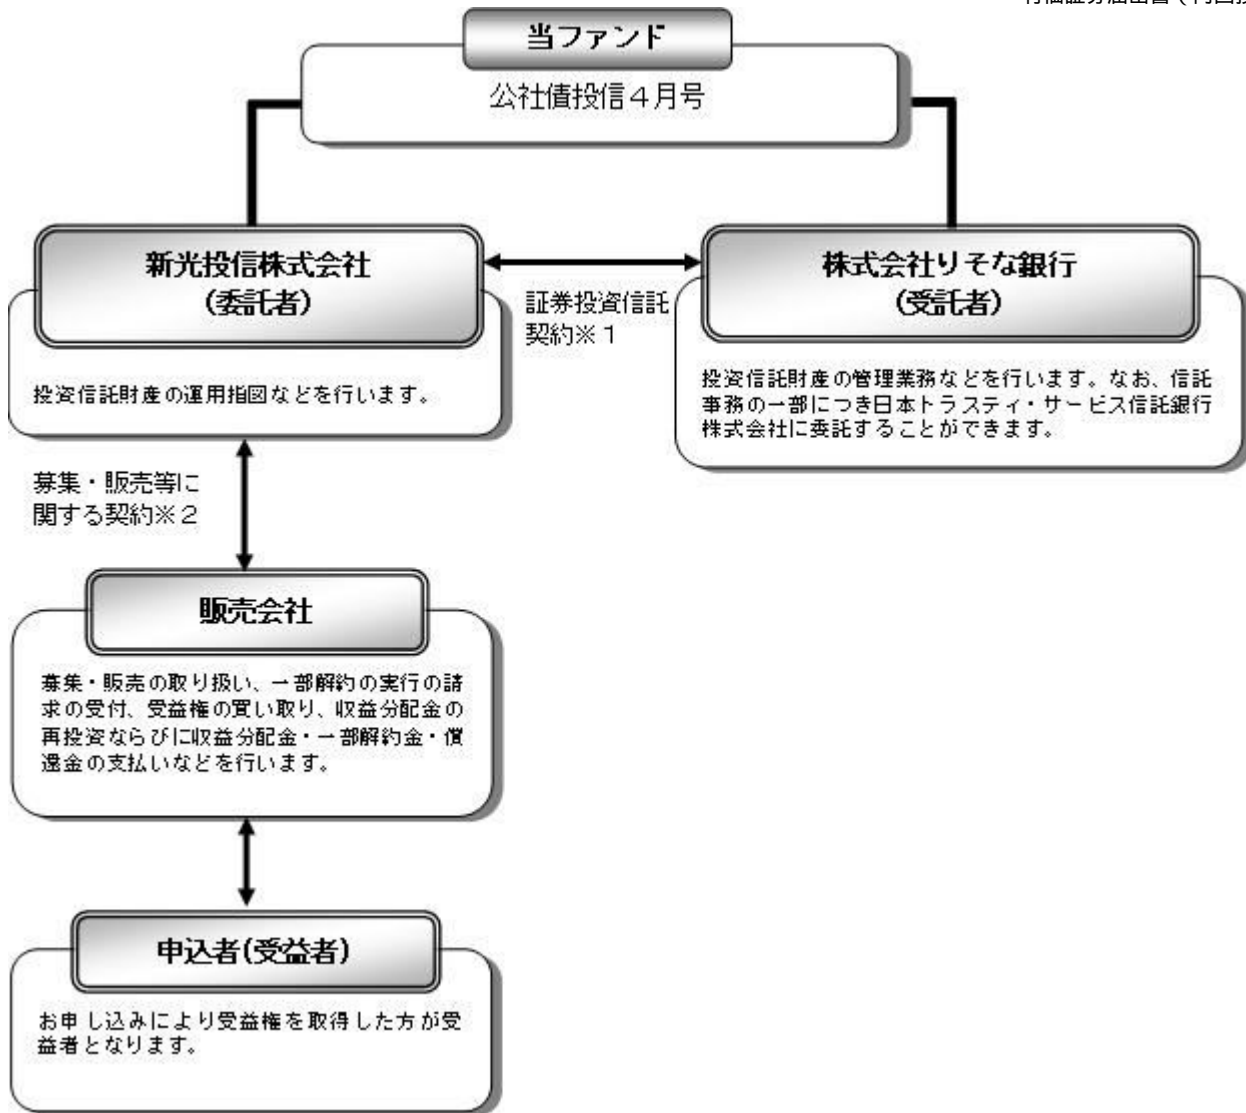 当ファンド
公社債投信４月号
新光投信株式会社
(委託者)
投資信託財産の運用指図などを行います。
証券投資信託
契約※１
株式会社りそな銀行
(受託者)
投資信託財産の管理業務などを行います。なお、信託
事務の一部につき日本トラスティ・サービス信託銀行
株式会社に委託することができます。
募集・販売等に
関する契約※２
販売会社
募集・販売の取り扱い、一部解約の実行の請
求の受付、受益権の買い取り、収益分配金の
再投資ならびに収益分配金・一部解約金・償
還金の支払いなどを行います。
申込者(受益者)
お申し込みにより受益権を取得した方が受
益者となります。